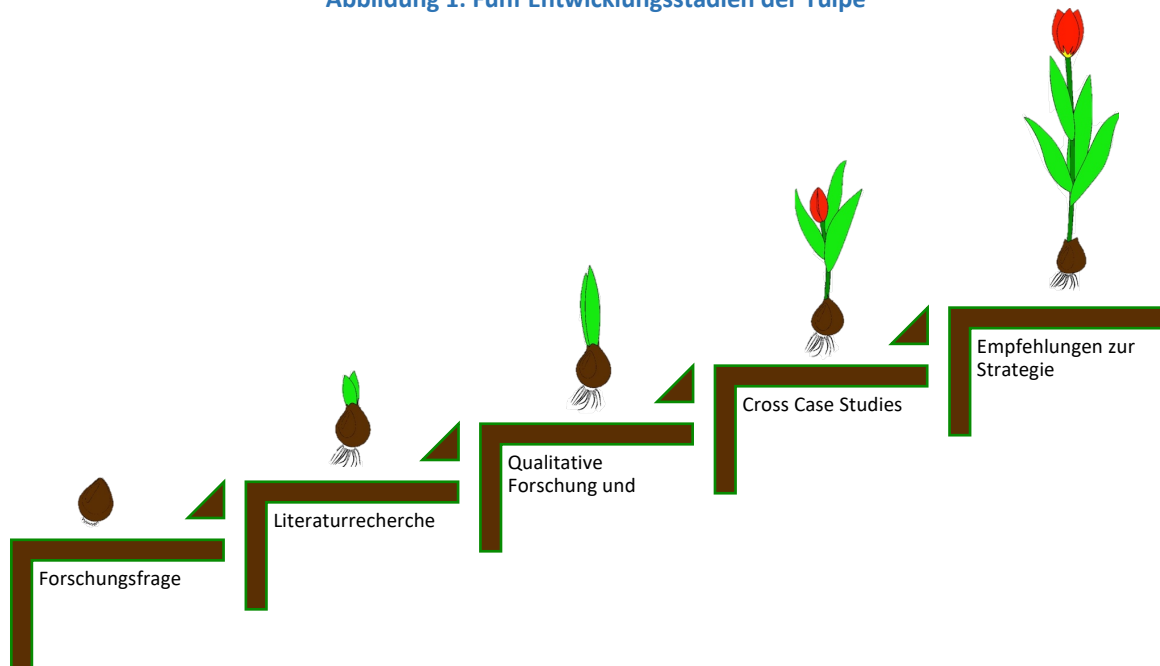 Abbildung 1: Fünf Entwicklungsstadien der Tulpe
Forschungsfrage
Literaturrecherche
Qualitative
Forschung und
Cross Case Studies
Empfehlungen zur
Strategie